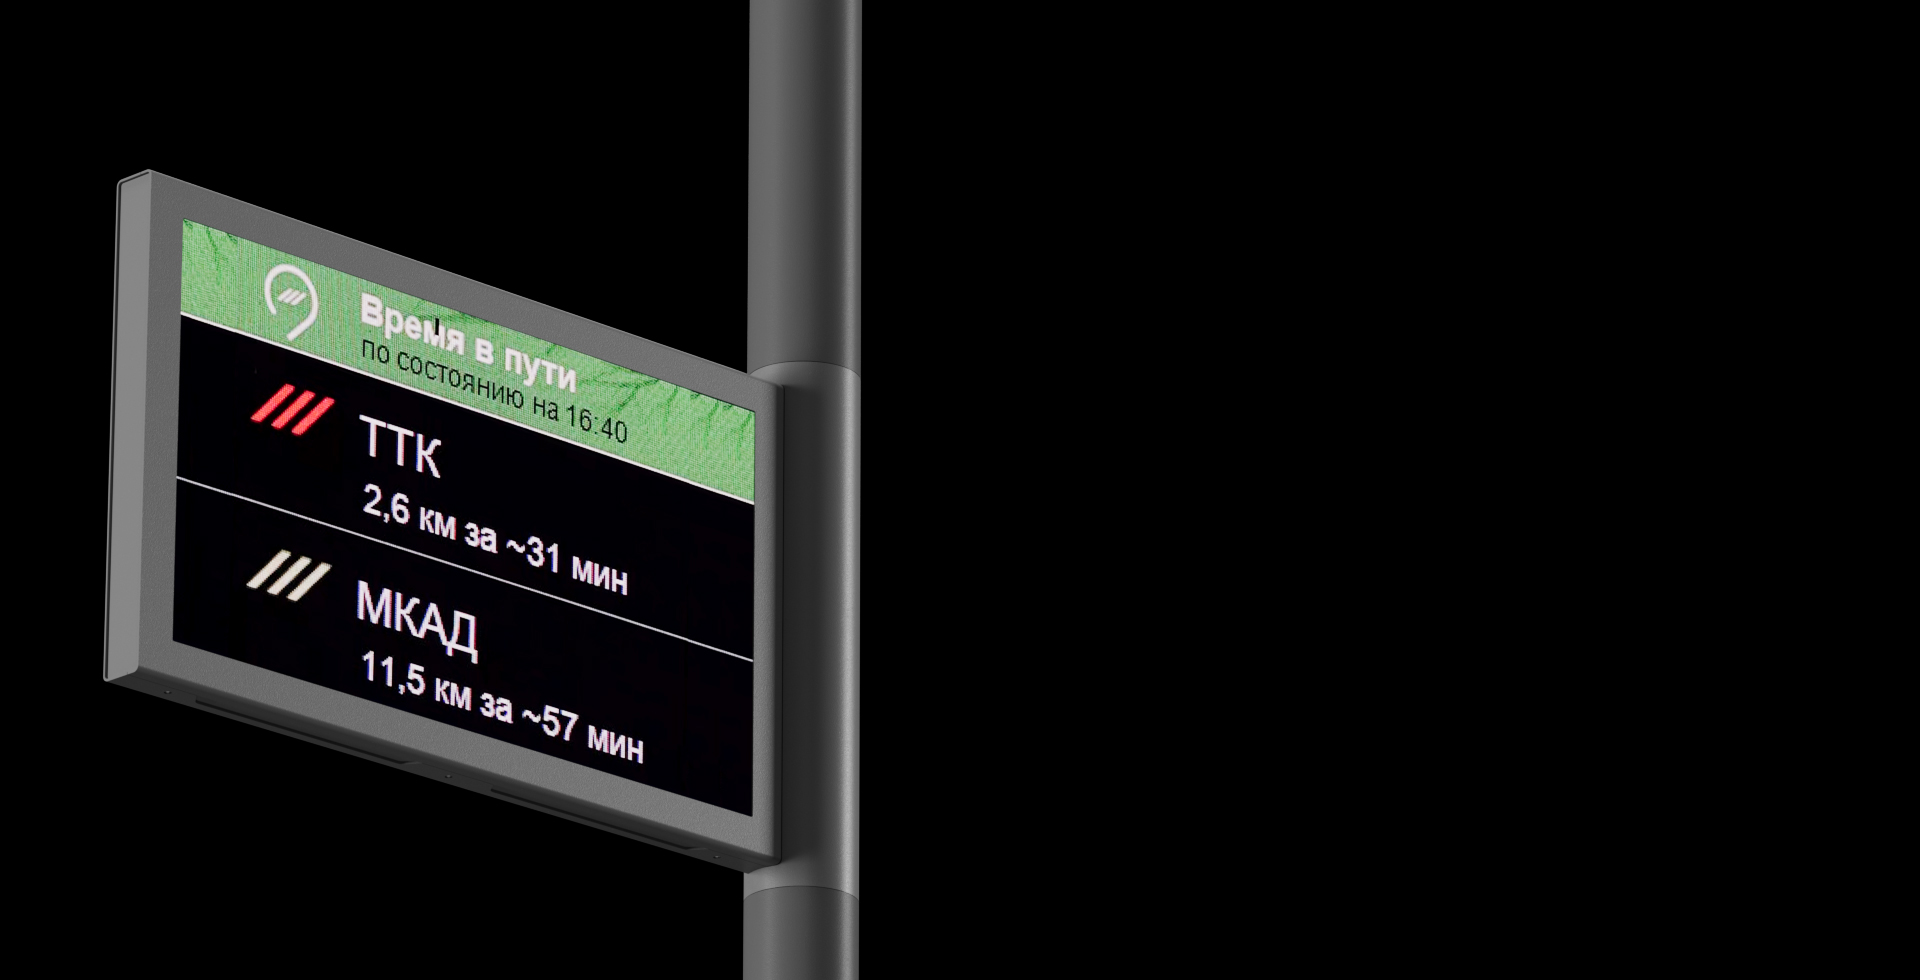 Время в пути
по состоянию на 16:40
ТТК
2,6 км за ~31 мин
МКАД
11,5 км за ~57 мин